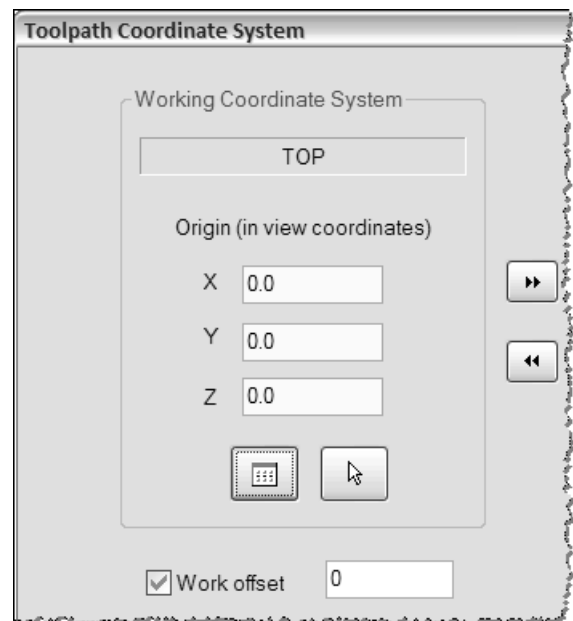 Toolpath Coordinate System
Working Coordinate System
TOP
Origin (in view coordinates)
X 0.0
Y 0.0
Z 0.0
Work offset 0